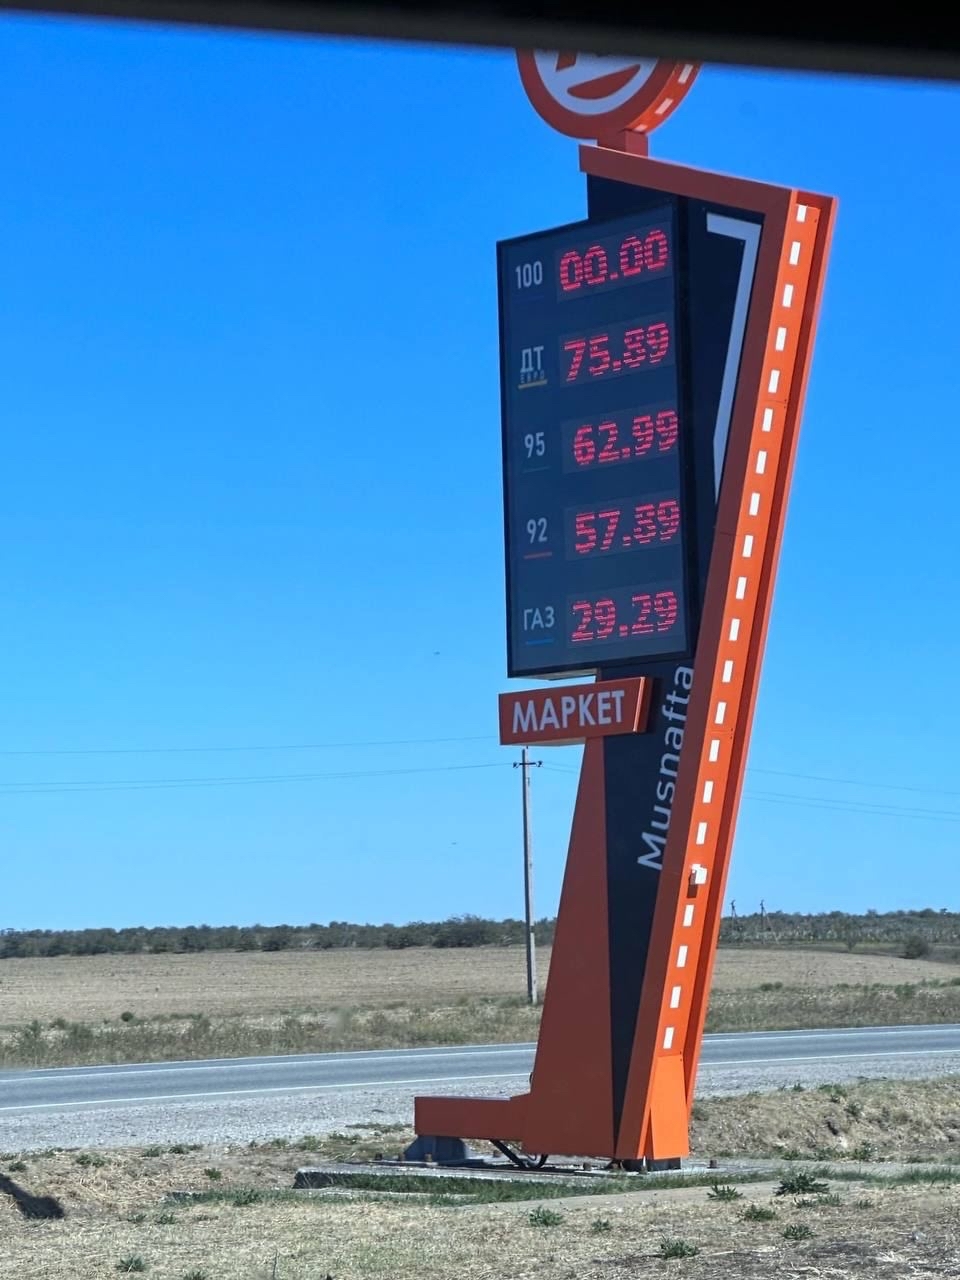 100 00.00
ДТ 75.89
ЕВРО
95 62.99
92 57.89
ГАЗ 29.29
МАРКЕТ
Musnafta